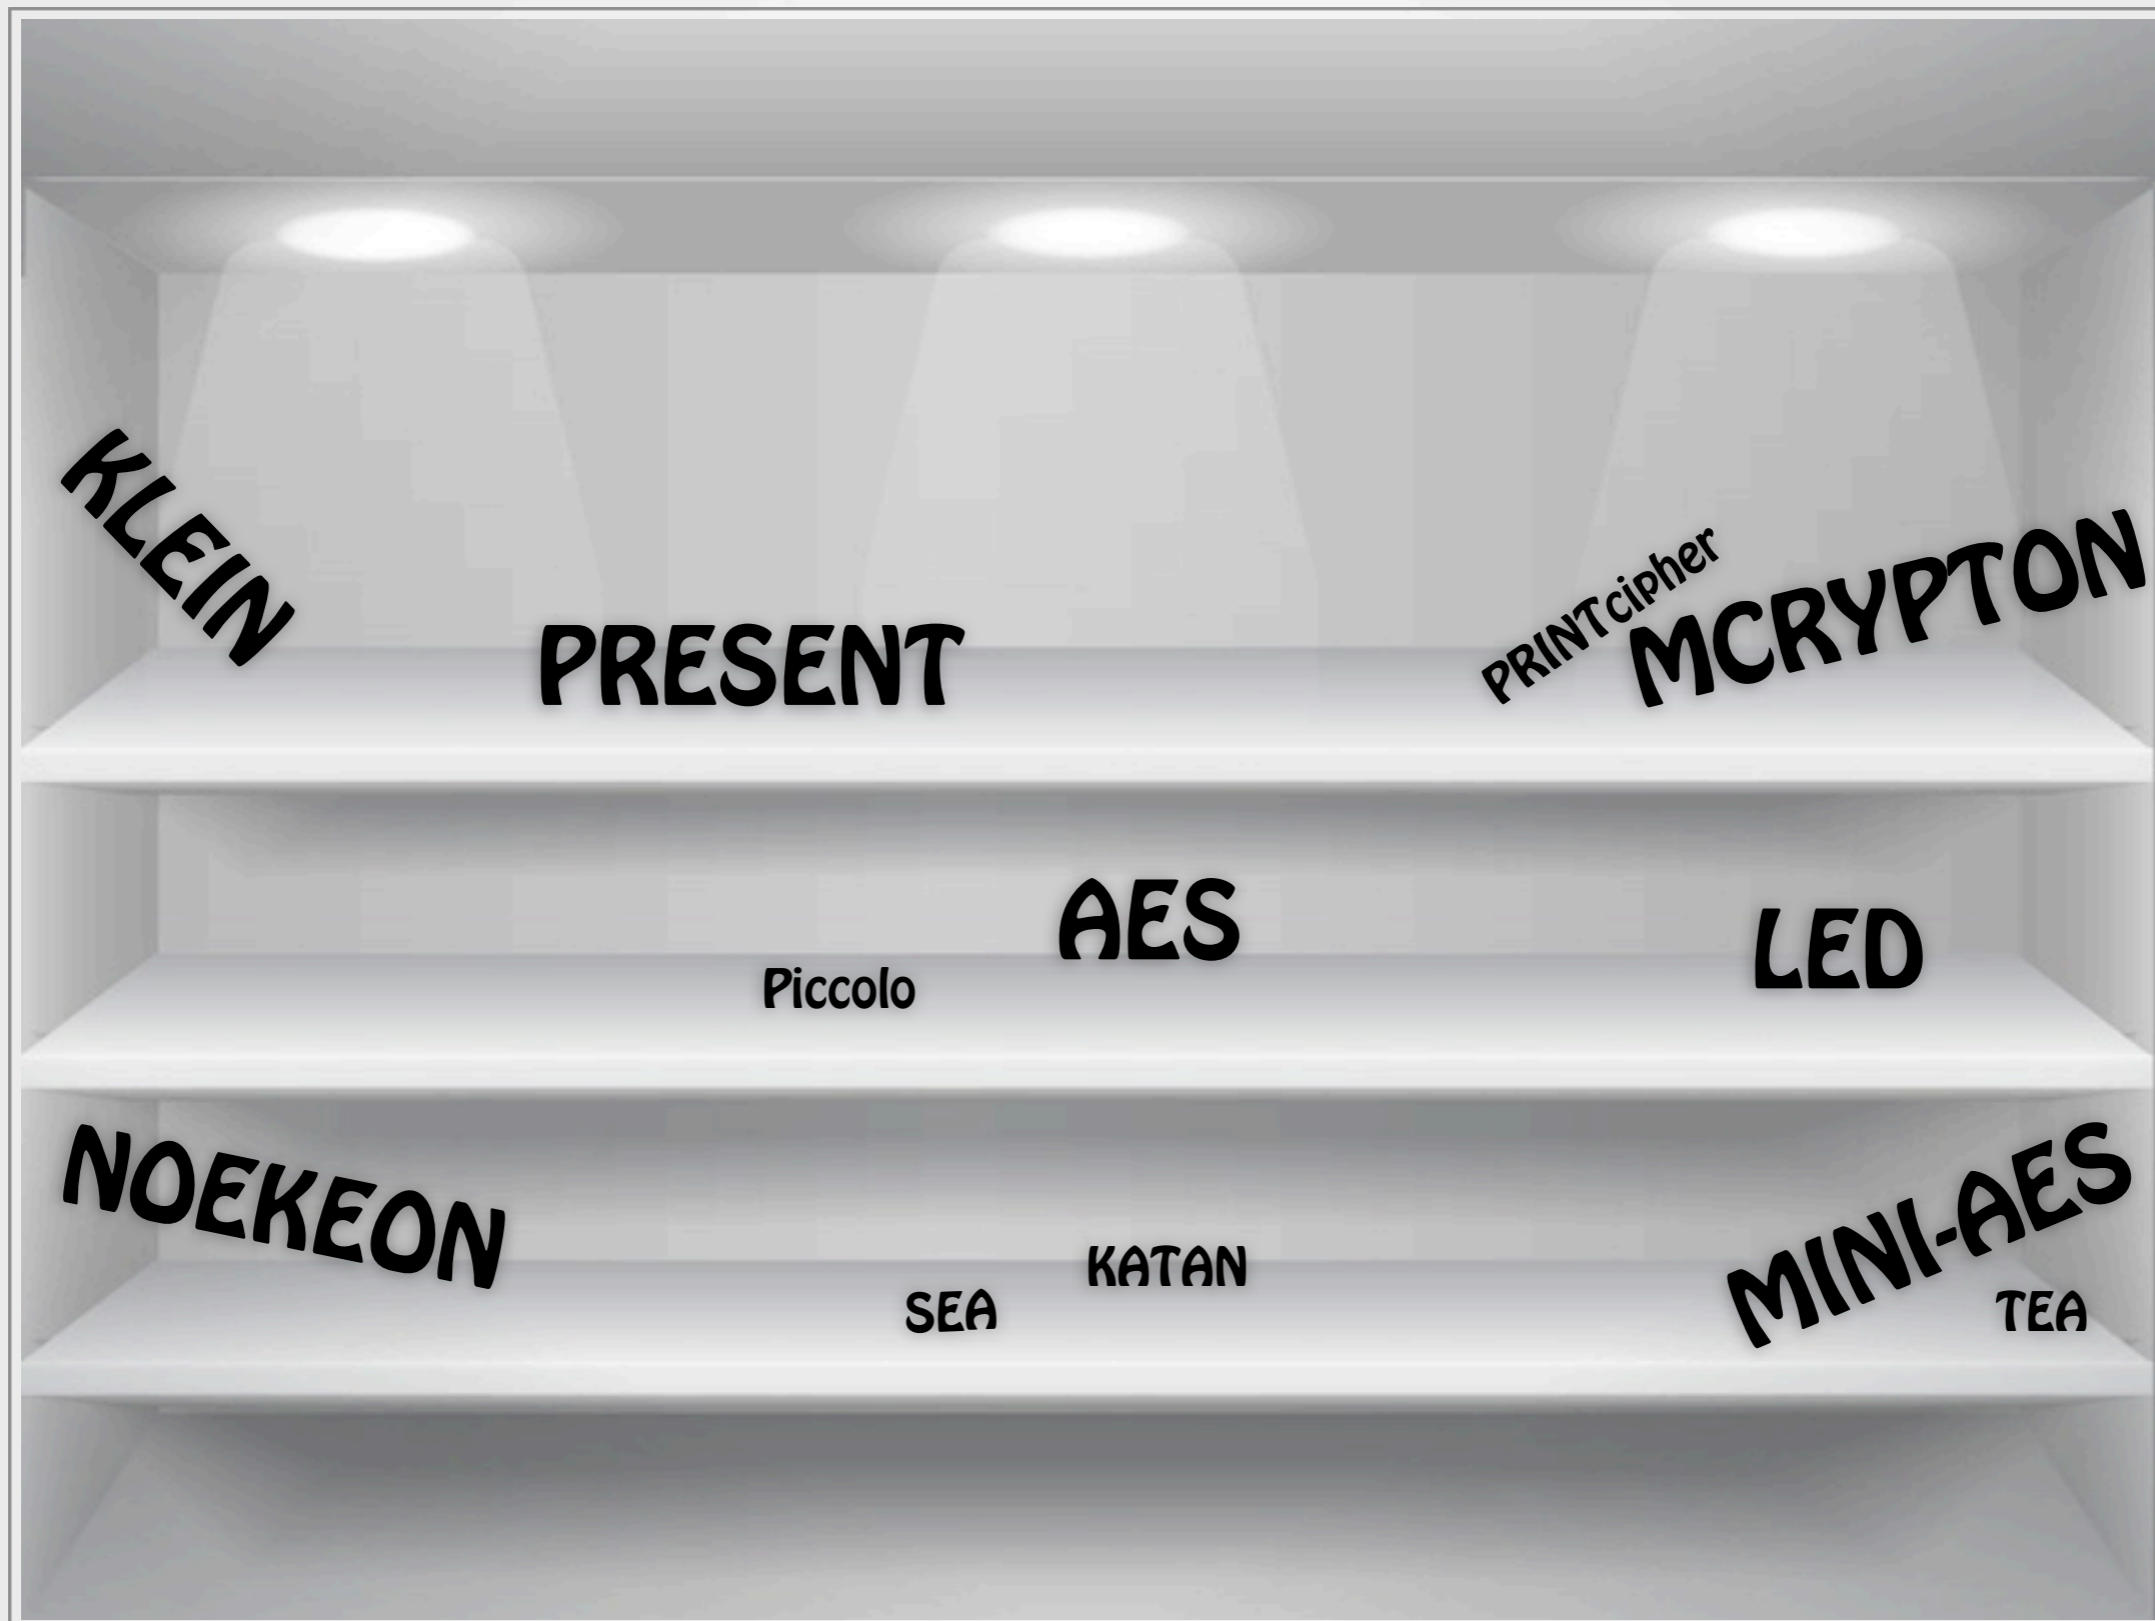 KLEIN
PRESENT
PRINTcipher
MCRYPTON
AES
Piccolo
LED
NOEKEON
KATAN
SEA
MINI-AES
TEA